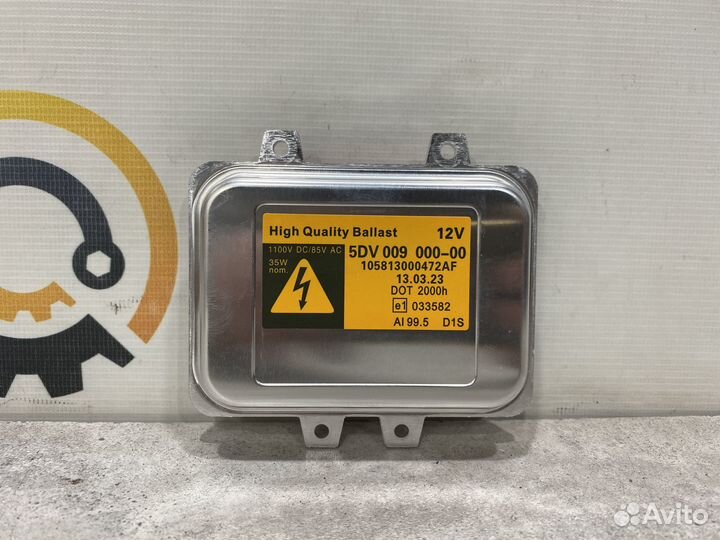 High Quality Ballast 12V
1100V DC/85V AC
35W
nom.
5DV 009 000-00
105813000472AF
13.03.23
DOT 2000h
e1 033582
AI 99.5 D1S
Avito